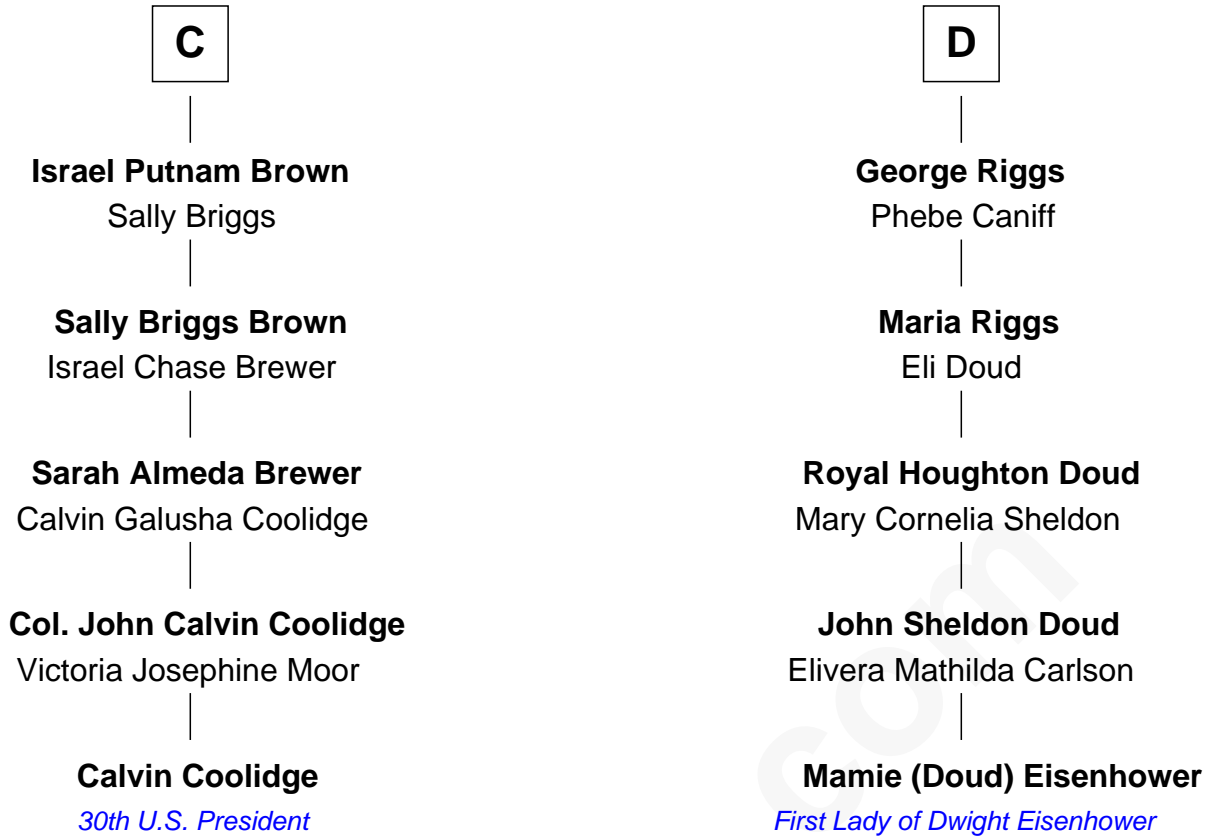 C
Israel Putnam Brown
Sally Briggs
Sally Briggs Brown
Israel Chase Brewer
Sarah Almeda Brewer
Calvin Galusha Coolidge
Col. John Calvin Coolidge
Victoria Josephine Moor
Calvin Coolidge
30th U.S. President
D
George Riggs
Phebe Caniff
Maria Riggs
Eli Doud
Royal Houghton Doud
Mary Cornelia Sheldon
John Sheldon Doud
Elivera Mathilda Carlson
Mamie (Doud) Eisenhower
First Lady of Dwight Eisenhower
com